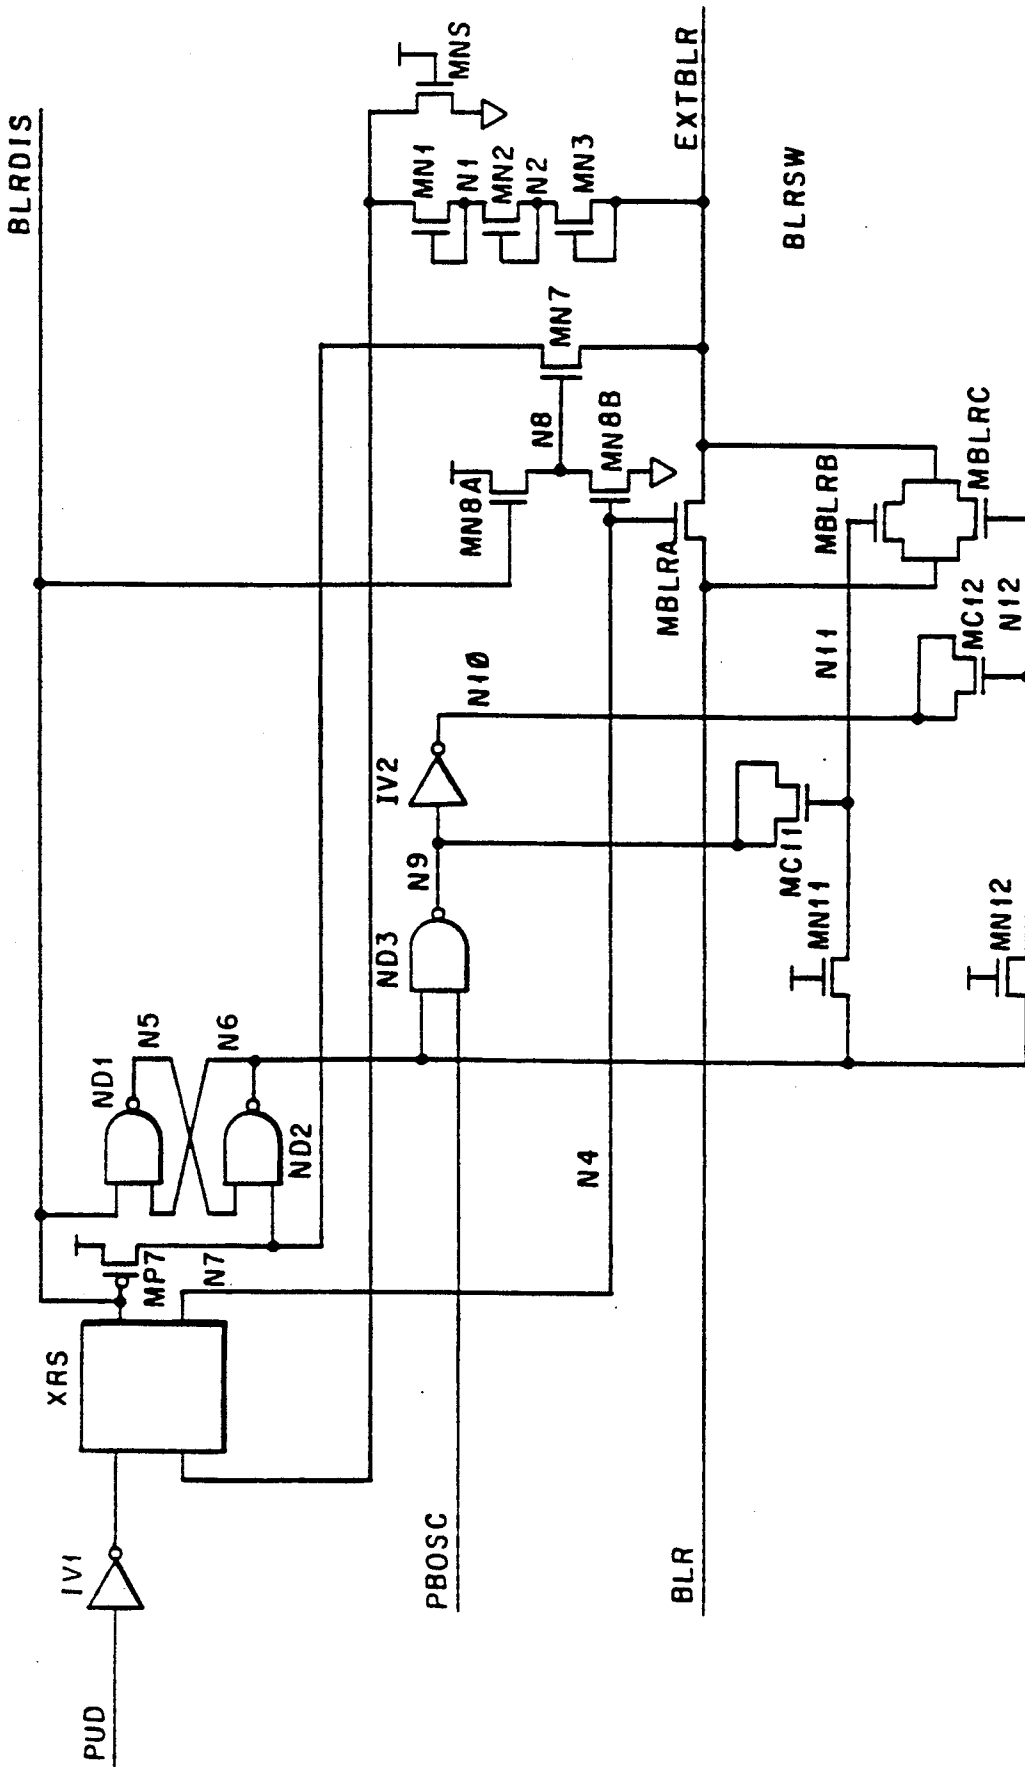 BLRDIS
XRS
IV1
PUD
ND1
N5
MP7
N7
N6
ND2
ND3
IV2
N9
PBOSC
MNS
MN1
N1
MN2
N2
MN3
MN8A
N8
MN7
N10
N4
MN8B
MBLRA
BLR
EXTBLR
BLRSW
MC11
MN11
N11
MBLRB
MBLRC
MC12
MN12
N12